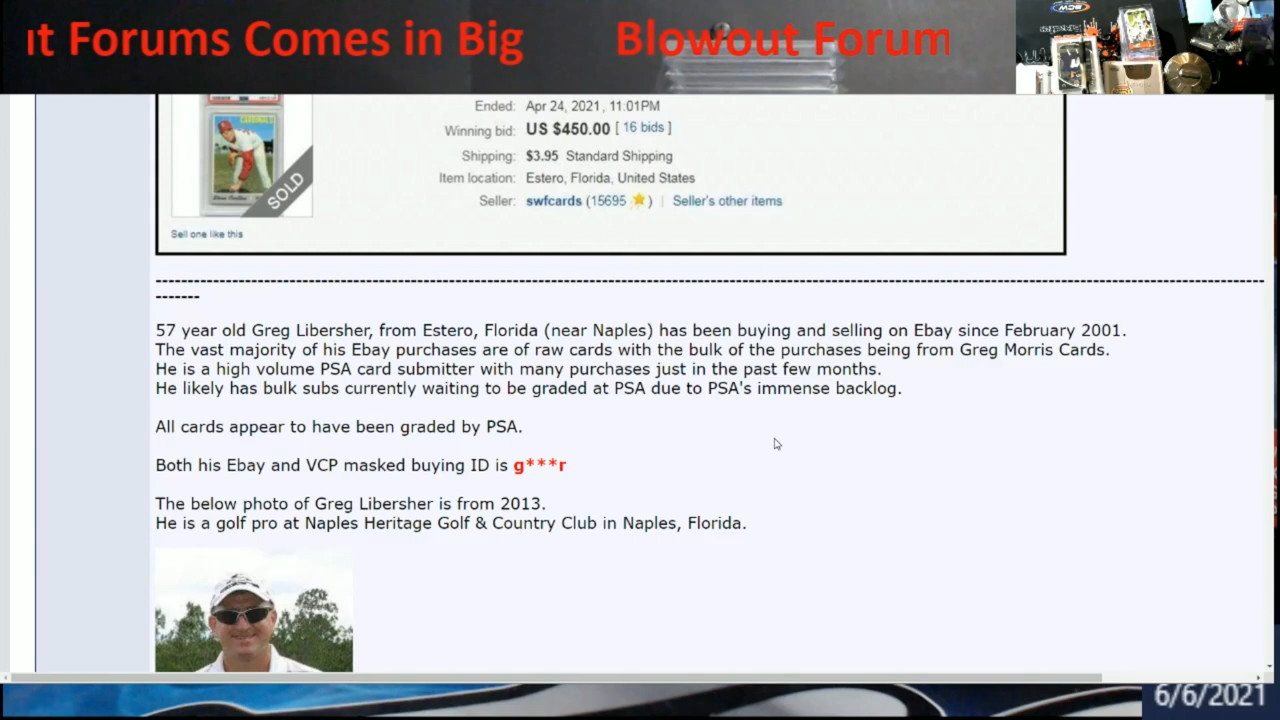 ıt Forums Comes in Big Blowout Forum
BCW
Ended: Apr 24, 2021, 11:01PM
Winning bid: US $450.00 [ 16 bids ]
Shipping: $3.95 Standard Shipping
Item location: Estero, Florida, United States
Seller: swfcards (15695 ) | Seller's other items
CARDINALS
SOLD
Sell one like this
--------------------------------------------------------------------------------
-------
57 year old Greg Libersher, from Estero, Florida (near Naples) has been buying and selling on Ebay since February 2001.
The vast majority of his Ebay purchases are of raw cards with the bulk of the purchases being from Greg Morris Cards.
He is a high volume PSA card submitter with many purchases just in the past few months.
He likely has bulk subs currently waiting to be graded at PSA due to PSA's immense backlog.
All cards appear to have been graded by PSA.
Both his Ebay and VCP masked buying ID is g***r
The below photo of Greg Libersher is from 2013.
He is a golf pro at Naples Heritage Golf & Country Club in Naples, Florida.
6/6/2021